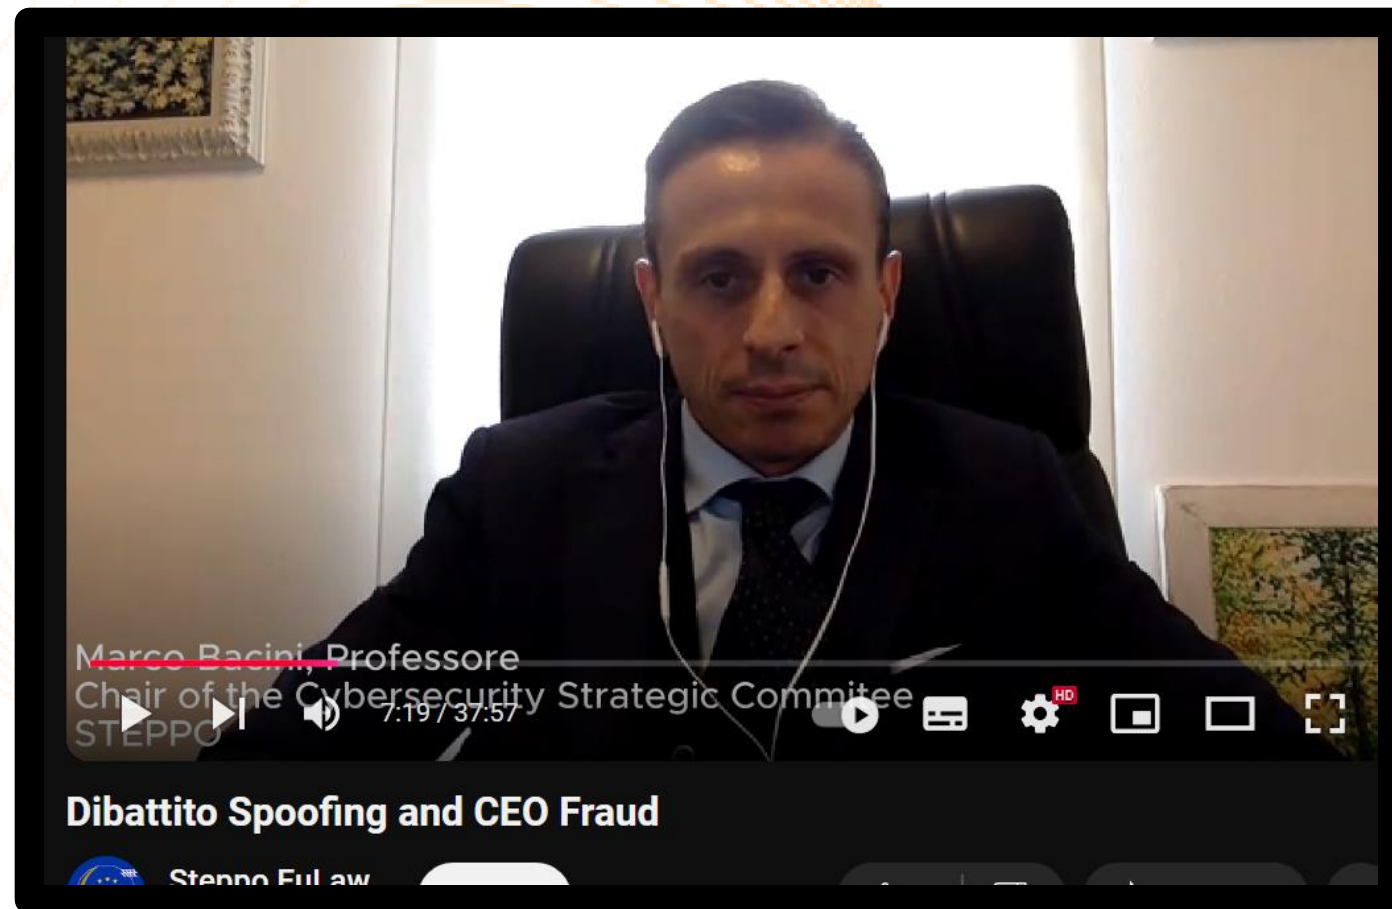 Marco Bacini, Professore
Chair of the Cybersecurity Strategic Commitee
STEPPO
7:19 / 37:57
HD
Dibattito Spoofing and CEO Fraud
Steppo EuLaw